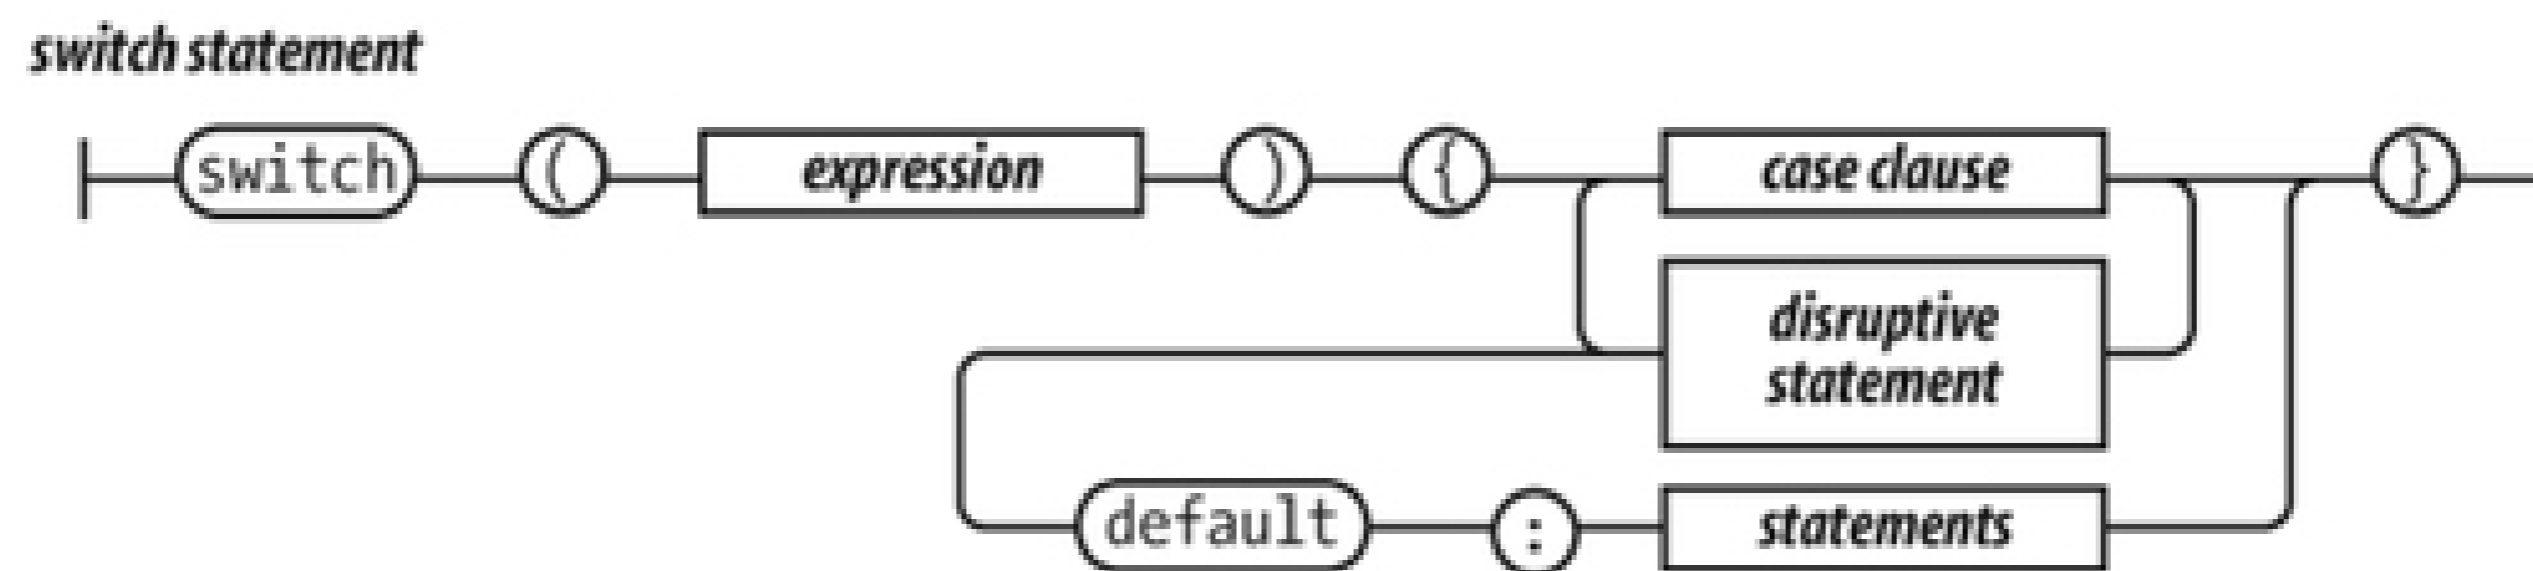 switch statement
switch ( expression ) { case clause }
disruptive
statement
default : statements